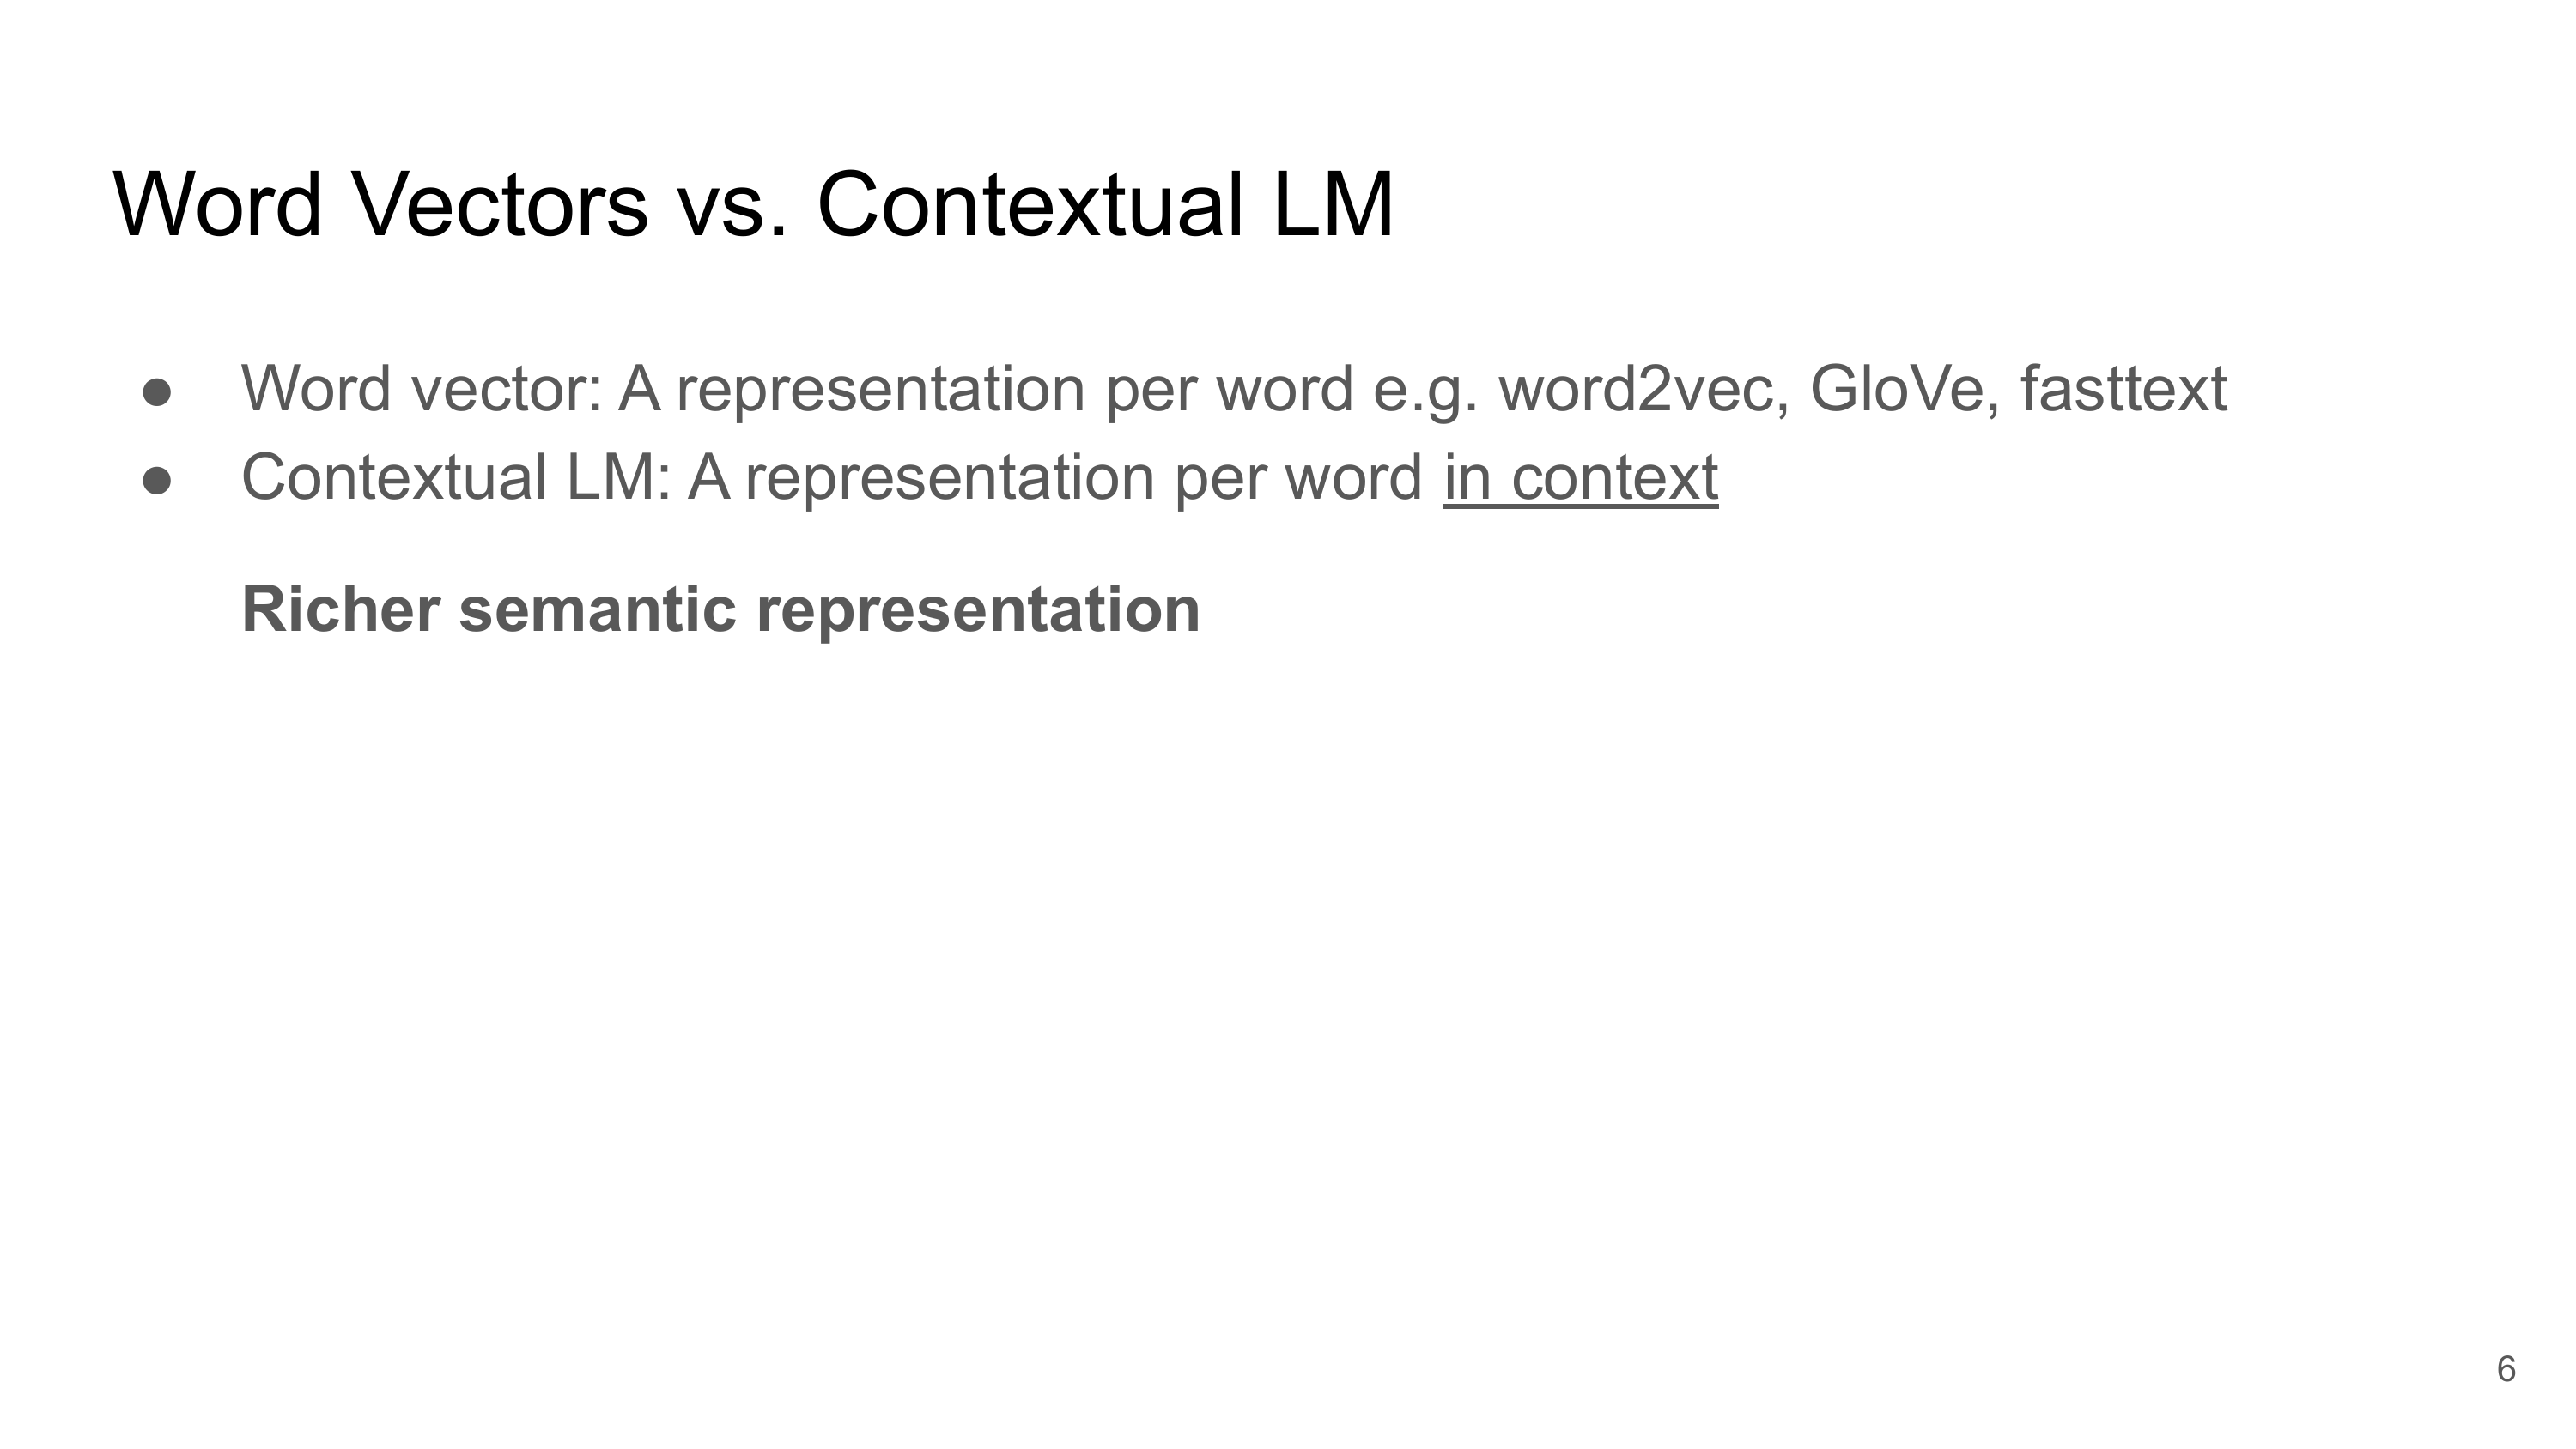 Word Vectors vs. Contextual LM
● Word vector: A representation per word e.g. word2vec, GloVe, fasttext
● Contextual LM: A representation per word in context
Richer semantic representation
6